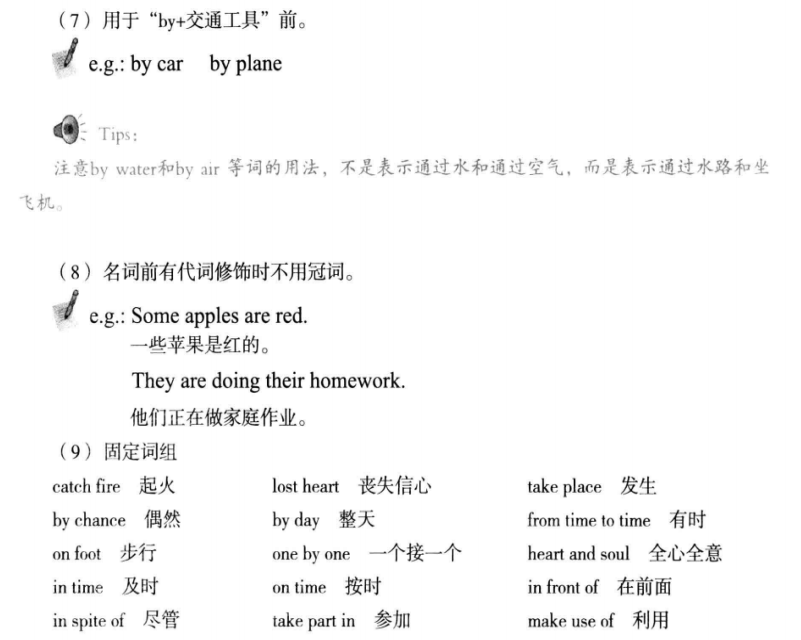 （7）用于“by+交通工具”前。
e.g.: by car by plane
Tips:
注意by water和by air 等词的用法，不是表示通过水和通过空气，而是表示通过水路和坐
飞机。
（8）名词前有代词修饰时不用冠词。
e.g.: Some apples are red.
一些苹果是红的。
They are doing their homework.
他们正在做家庭作业。
（9）固定词组
catch fire 起火 lost heart 丧失信心 take place 发生
by chance 偶然 by day 整天 from time to time 有时
on foot 步行 one by one 一个接一个 heart and soul 全心全意
in time 及时 on time 按时 in front of 在前面
in spite of 尽管 take part in 参加 make use of 利用